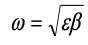 ω = √εβ